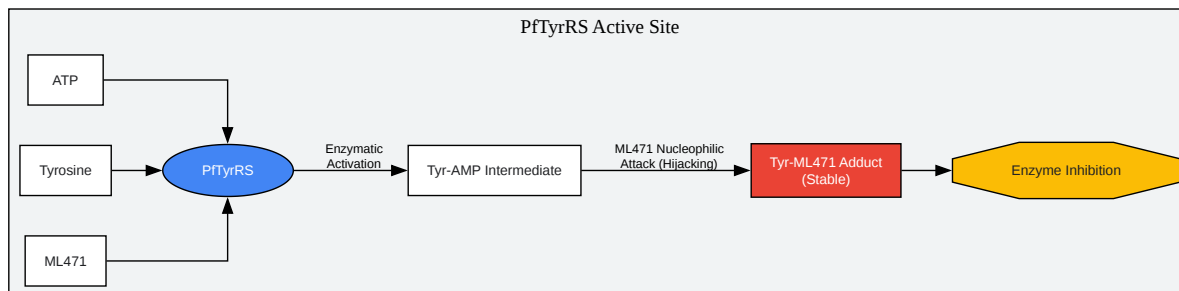 PfTyrRS Active Site
ATP
Tyrosine
ML471
PfTyrRS
Enzymatic
Activation
Tyr-AMP Intermediate
ML471 Nucleophilic
Attack (Hijacking)
Tyr-ML471 Adduct
(Stable)
Enzyme Inhibition